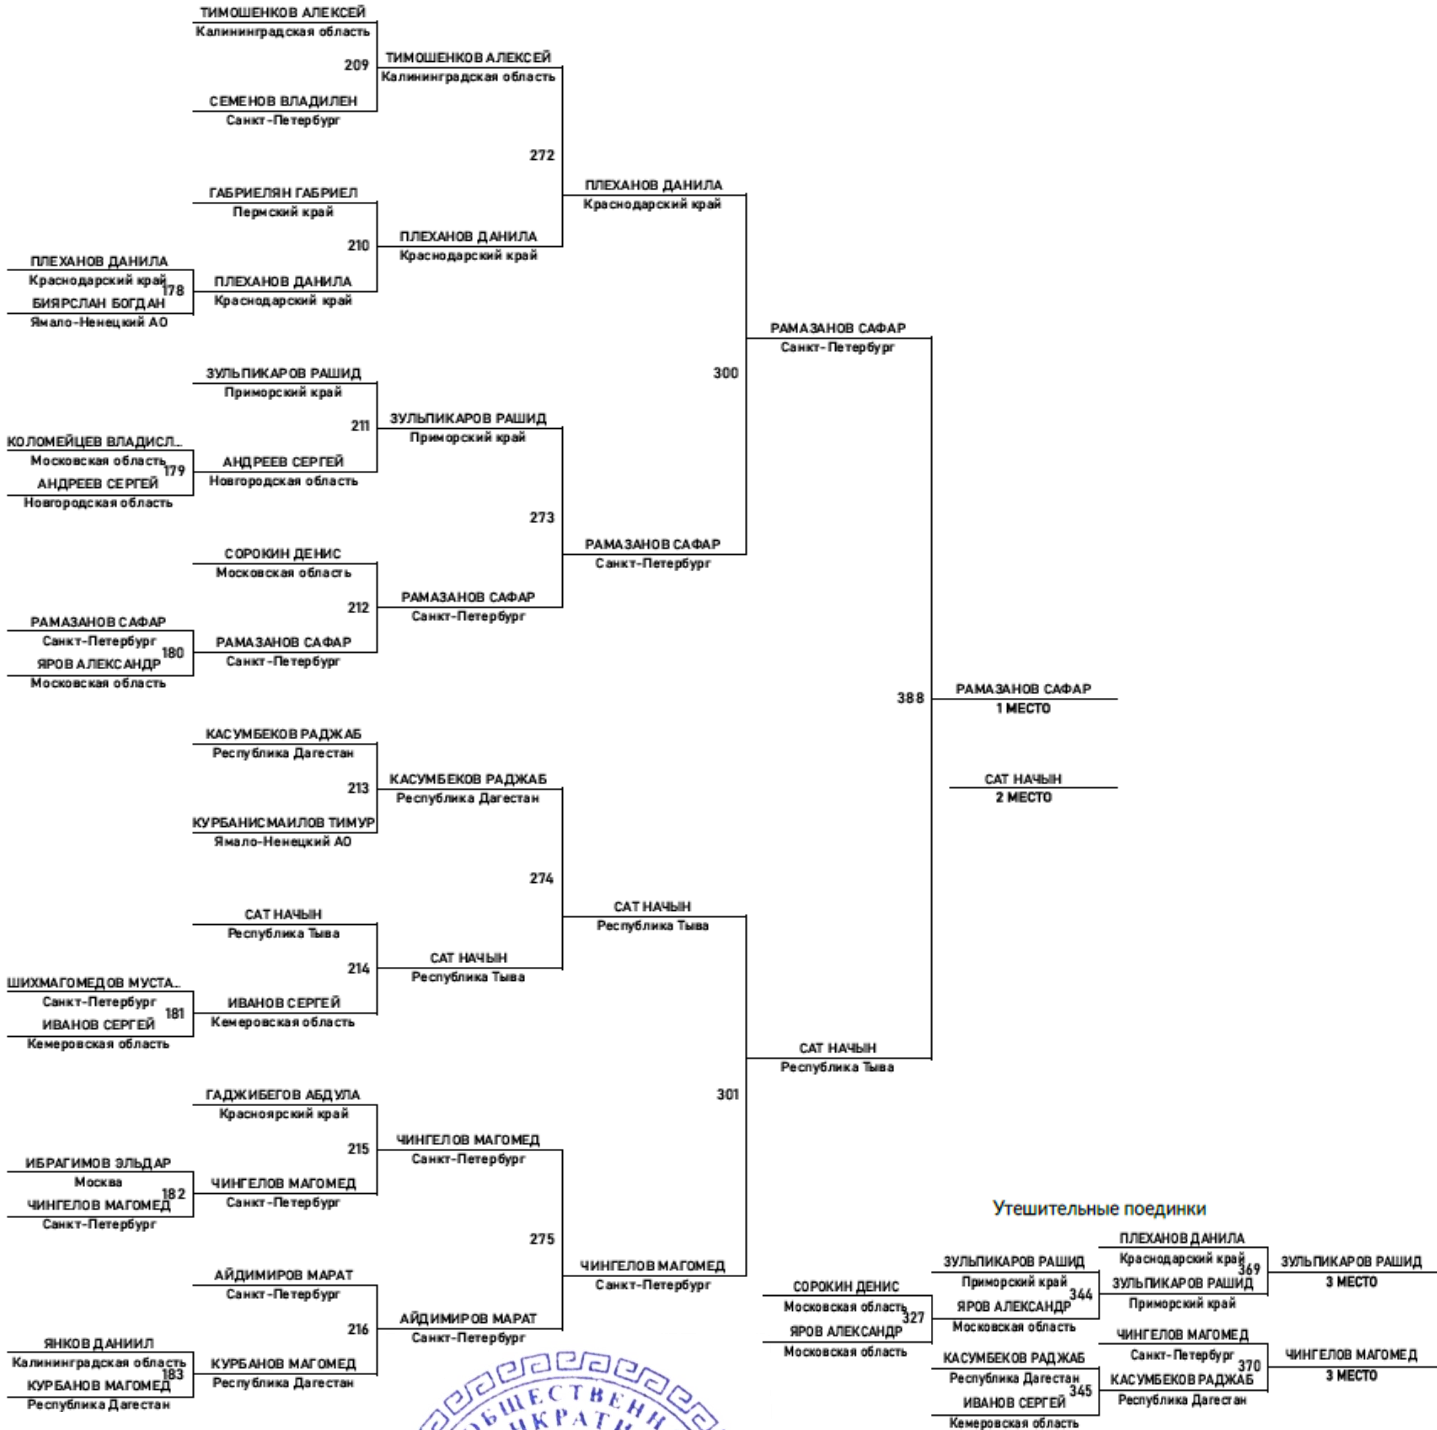 ТИМОШЕНКОВ АЛЕКСЕЙ
Калининградская область
209
СЕМЕНОВ ВЛАДИЛЕН
Санкт-Петербург
ТИМОШЕНКОВ АЛЕКСЕЙ
Калининградская область
272
ГАБРИЕЛЯН ГАБРИЕЛ
Пермский край
210
ПЛЕХАНОВ ДАНИЛА
Краснодарский край
178
БИЯРСЛАН БОГДАН
Ямало-Ненецкий АО
ПЛЕХАНОВ ДАНИЛА
Краснодарский край
ПЛЕХАНОВ ДАНИЛА
Краснодарский край
ПЛЕХАНОВ ДАНИЛА
Краснодарский край
300
ЗУЛЬПИКАРОВ РАШИД
Приморский край
211
КОЛОМЕЙЦЕВ ВЛАДИСЛ...
Московская область
179
АНДРЕЕВ СЕРГЕЙ
Новгородская область
АНДРЕЕВ СЕРГЕЙ
Новгородская область
ЗУЛЬПИКАРОВ РАШИД
Приморский край
273
СОРОКИН ДЕНИС
Московская область
212
РАМАЗАНОВ САФАР
Санкт-Петербург
180
ЯРОВ АЛЕКСАНДР
Московская область
РАМАЗАНОВ САФАР
Санкт-Петербург
РАМАЗАНОВ САФАР
Санкт-Петербург
РАМАЗАНОВ САФАР
Санкт-Петербург
РАМАЗАНОВ САФАР
Санкт-Петербург
388
РАМАЗАНОВ САФАР
1 МЕСТО
САТ НАЧЫН
2 МЕСТО
КАСУМБЕКОВ РАДЖАБ
Республика Дагестан
213
КУРБАНИСМАИЛОВ ТИМУР
Ямало-Ненецкий АО
КАСУМБЕКОВ РАДЖАБ
Республика Дагестан
274
САТ НАЧЫН
Республика Тыва
214
ШИХМАГОМЕДОВ МУСТА...
Санкт-Петербург
181
ИВАНОВ СЕРГЕЙ
Кемеровская область
ИВАНОВ СЕРГЕЙ
Кемеровская область
САТ НАЧЫН
Республика Тыва
САТ НАЧЫН
Республика Тыва
САТ НАЧЫН
Республика Тыва
301
ГАДЖИБЕГОВ АБДУЛА
Красноярский край
215
ИБРАГИМОВ ЭЛЬДАР
Москва
182
ЧИНГЕЛОВ МАГОМЕД
Санкт-Петербург
ЧИНГЕЛОВ МАГОМЕД
Санкт-Петербург
ЧИНГЕЛОВ МАГОМЕД
Санкт-Петербург
275
АЙДИМИРОВ МАРАТ
Санкт-Петербург
216
ЯНКОВ ДАНИИЛ
Калининградская область
183
КУРБАНОВ МАГОМЕД
Республика Дагестан
КУРБАНОВ МАГОМЕД
Республика Дагестан
АЙДИМИРОВ МАРАТ
Санкт-Петербург
ЧИНГЕЛОВ МАГОМЕД
Санкт-Петербург
Утешительные поединки
СОРОКИН ДЕНИС
Московская область
327
ЯРОВ АЛЕКСАНДР
Московская область
ЗУЛЬПИКАРОВ РАШИД
Приморский край
344
ЯРОВ АЛЕКСАНДР
Московская область
ПЛЕХАНОВ ДАНИЛА
Краснодарский край
369
ЗУЛЬПИКАРОВ РАШИД
Приморский край
ЗУЛЬПИКАРОВ РАШИД
3 МЕСТО
КАСУМБЕКОВ РАДЖАБ
Республика Дагестан
345
ИВАНОВ СЕРГЕЙ
Кемеровская область
ЧИНГЕЛОВ МАГОМЕД
Санкт-Петербург
370
КАСУМБЕКОВ РАДЖАБ
Республика Дагестан
ЧИНГЕЛОВ МАГОМЕД
3 МЕСТО